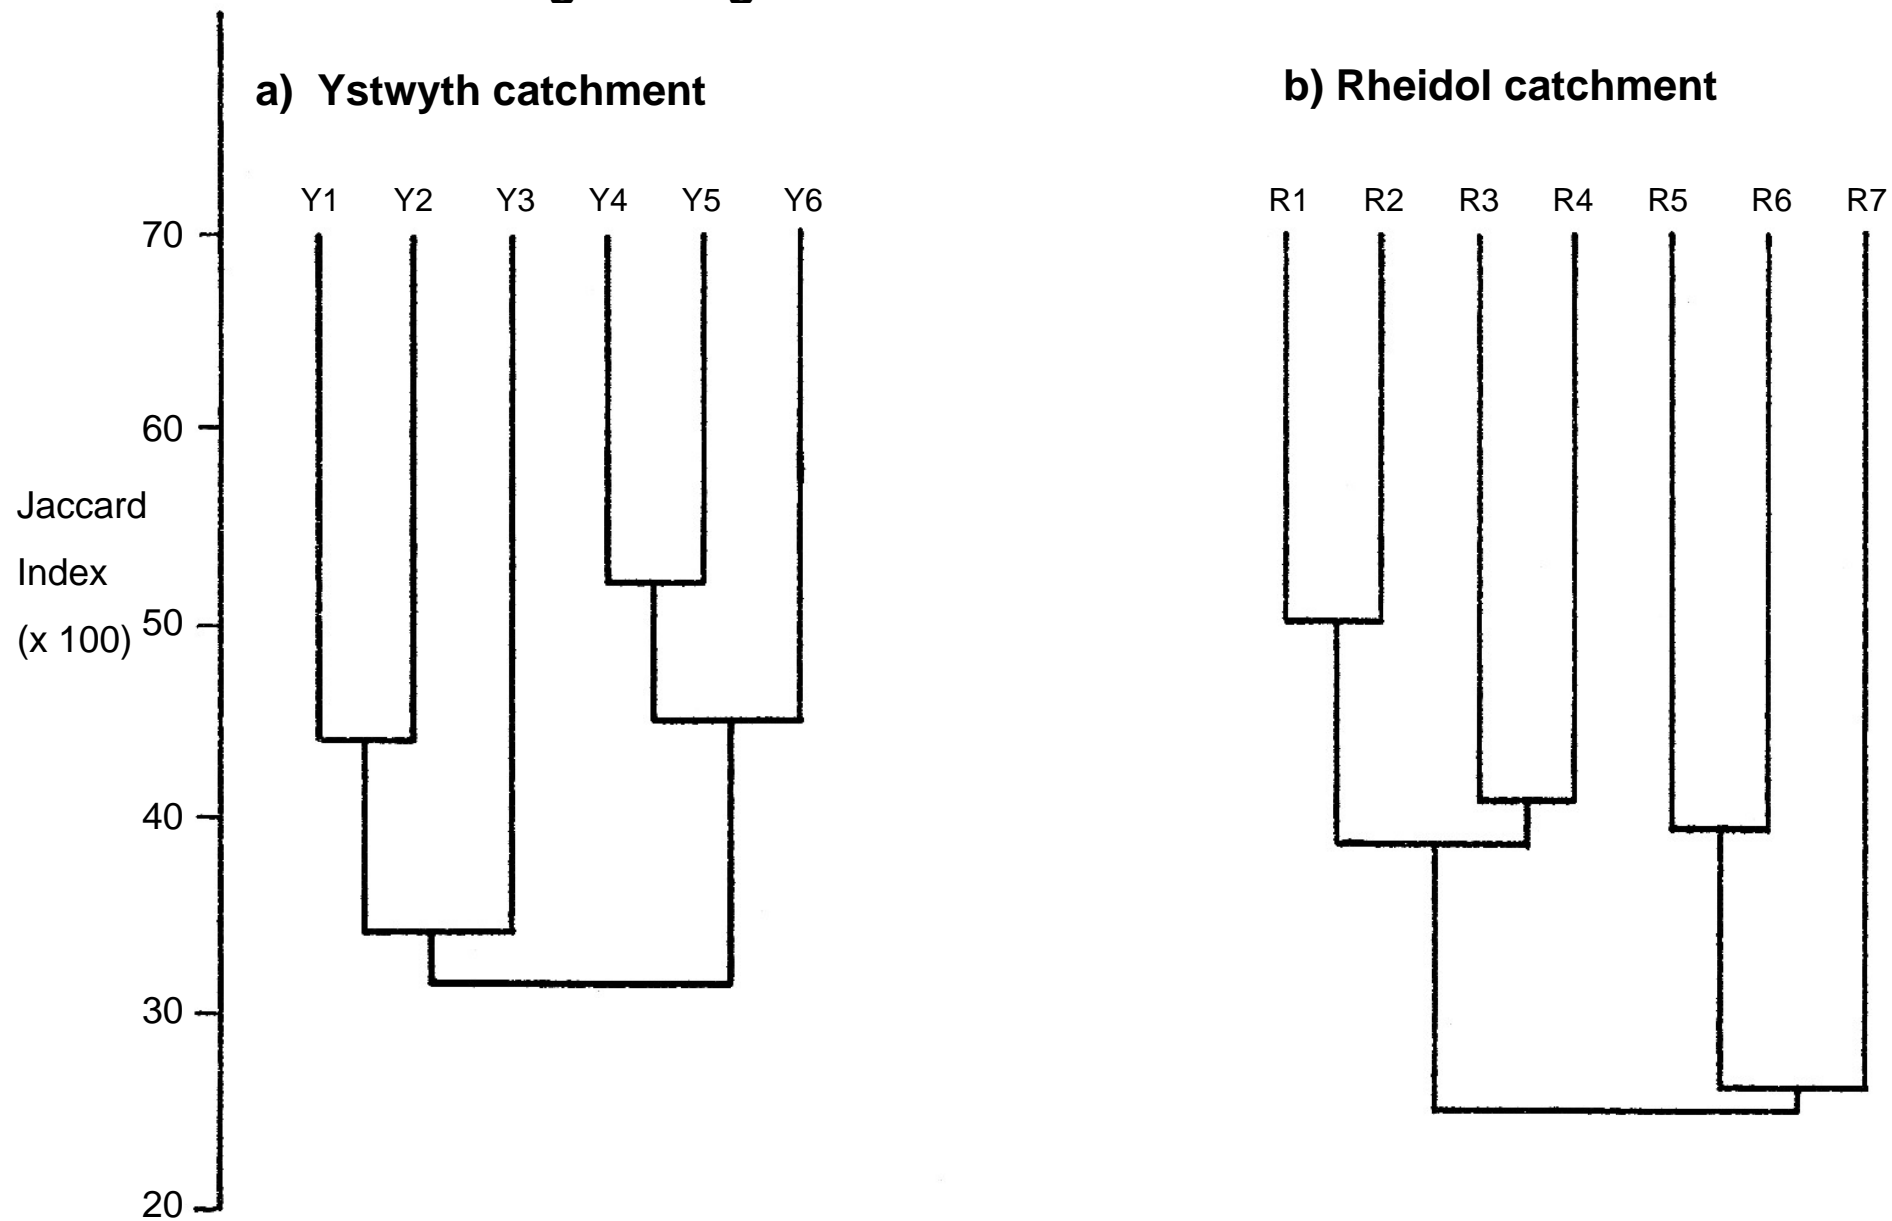 a) Ystwyth catchment
b) Rheidol catchment
Y1 Y2 Y3 Y4 Y5 Y6
R1 R2 R3 R4 R5 R6 R7
70
60
Jaccard
Index
(x 100)
50
40
30
20